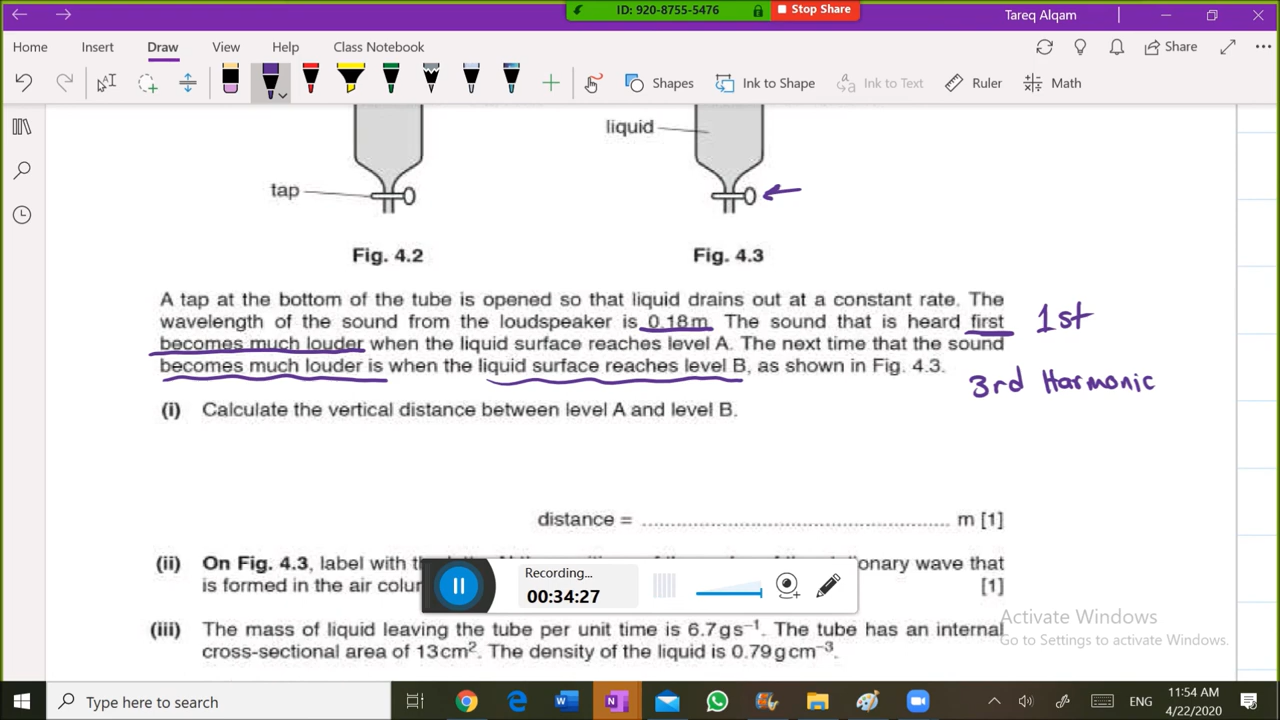 ID: 920-8755-5476
Stop Share
Tareq Alqam
Home Insert Draw View Help Class Notebook
Share
Shapes Ink to Shape Ink to Text Ruler Math
liquid
tap
Fig. 4.2 Fig. 4.3
A tap at the bottom of the tube is opened so that liquid drains out at a constant rate. The
wavelength of the sound from the loudspeaker is 0.18 m. The sound that is heard first 1st
becomes much louder when the liquid surface reaches level A. The next time that the sound
becomes much louder is when the liquid surface reaches level B, as shown in Fig. 4.3.
3rd Harmonic
(i) Calculate the vertical distance between level A and level B.
distance = ........................................................ m [1]
(ii) On Fig. 4.3, label with onary wave that
is formed in the air colu [1]
Recording...
00:34:27
(iii) The mass of liquid leaving the tube per unit time is 6.7 g s⁻¹. The tube has an internal
cross-sectional area of 13 cm². The density of the liquid is 0.79 g cm⁻³.
Activate Windows
Go to Settings to activate Windows.
Type here to search
ENG
11:54 AM
4/22/2020